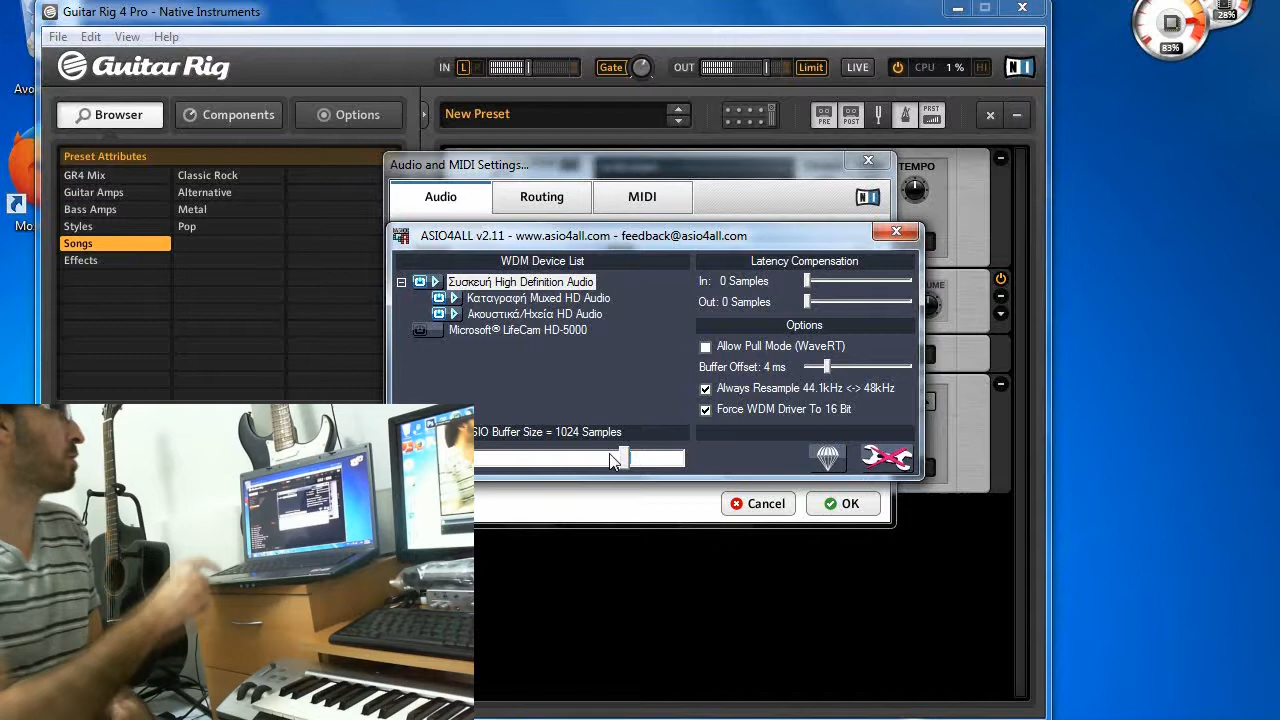 Guitar Rig 4 Pro - Native Instruments
28%
83%
File Edit View Help
Guitar Rig
IN L R Gate OUT Limit LIVE CPU 1 % HI
Avo
Browser Components Options
New Preset
PRE POST PRST
Preset Attributes
GR4 Mix Classic Rock
Guitar Amps Alternative
Bass Amps Metal
Styles Pop
Songs
Effects
Mo
Audio and MIDI Settings...
TEMPO
Audio Routing MIDI
ASIO4ALL v2.11 - www.asio4all.com - feedback@asio4all.com
WDM Device List
Συσκευή High Definition Audio
Καταγραφή Muxed HD Audio
Ακουστικά/Ηχεία HD Audio
Microsoft® LifeCam HD-5000
Latency Compensation
In: 0 Samples
Out: 0 Samples
Options
Allow Pull Mode (WaveRT)
Buffer Offset: 4 ms
Always Resample 44.1kHz <-> 48kHz
Force WDM Driver To 16 Bit
SIO Buffer Size = 1024 Samples
Cancel OK